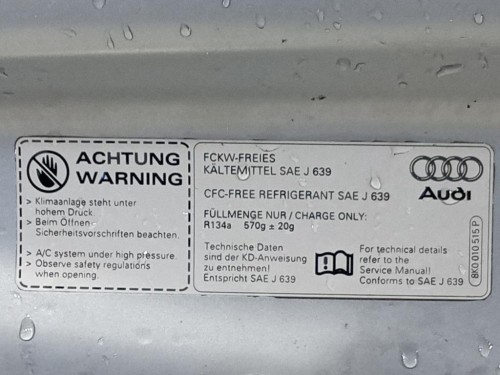 ACHTUNG
WARNING
> Klimaanlage steht unter
hohem Druck.
> Beim Öffnen
Sicherheitsvorschriften beachten.
> A/C system under high pressure.
> Observe safety regulations
when opening.
FCKW-FREIES
KÄLTEMITTEL SAE J 639
CFC-FREE REFRIGERANT SAE J 639
FÜLLMENGE NUR / CHARGE ONLY:
R134a 570g ± 20g
Technische Daten
sind der KD-Anweisung
zu entnehmen!
Entspricht SAE J 639
For technical details
refer to the
Service Manual!
Conforms to SAE J 639
Audi
8K0 010 515 P